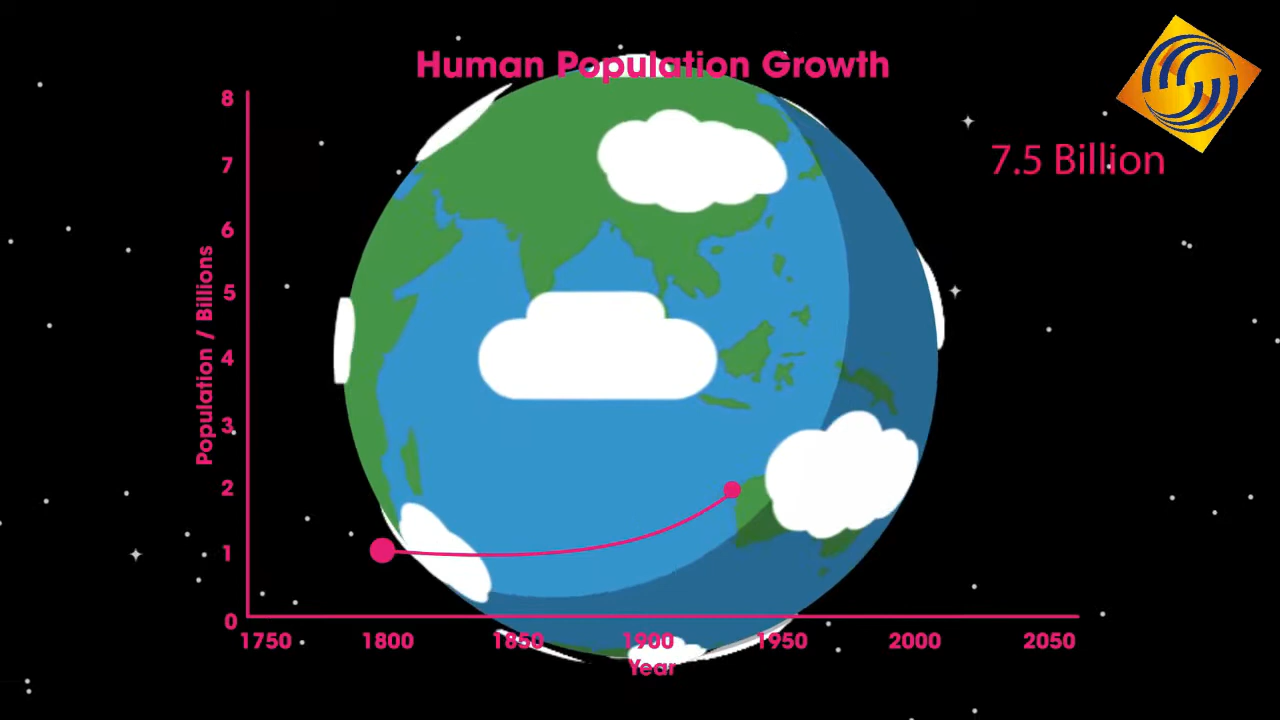 Human Population Growth
7.5 Billion
Population / Billions
8
7
6
5
4
3
2
1
0
1750 1800 1850 1900 1950 2000 2050
Year